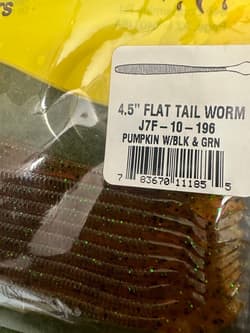 4.5" FLAT TAIL WORM
J7F-10-196
PUMPKIN W/BLK & GRN
7 83670 11185 5